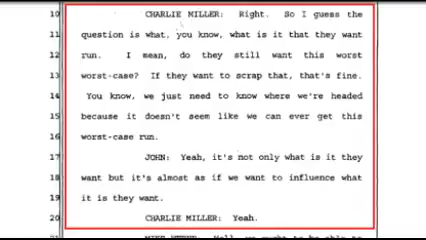 10 CHARLIE MILLER: Right. So I guess the
11 question is what, you know, what is it that they want
12 run. I mean, do they still want this worst
13 worst-case? If they want to scrap that, that's fine.
14 You know, we just need to know where we're headed
15 because it doesn't seem like we can ever get this
16 worst-case run.
17 JOHN: Yeah, it's not only what is it they
18 want but it's almost as if we want to influence what
19 it is they want.
20 CHARLIE MILLER: Yeah.